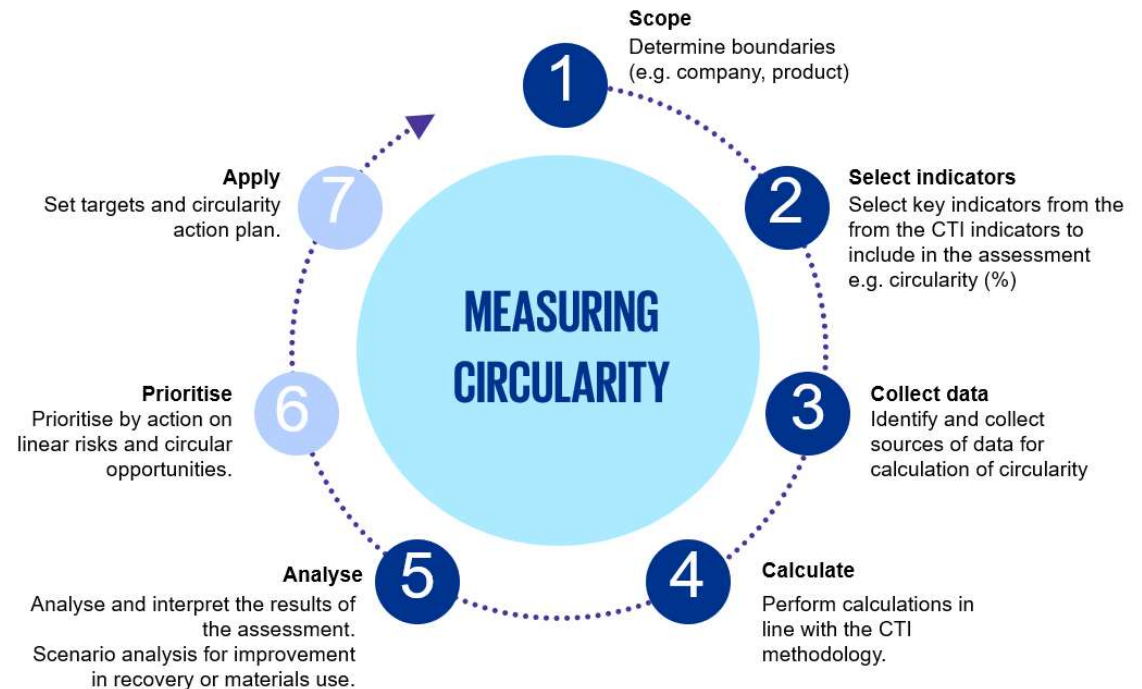 1
Scope
Determine boundaries
(e.g. company, product)
2
Select indicators
Select key indicators from the
from the CTI indicators to
include in the assessment
e.g. circularity (%)
3
Collect data
Identify and collect
sources of data for
calculation of circularity
4
Calculate
Perform calculations in
line with the CTI
methodology.
5
Analyse
Analyse and interpret the results of
the assessment.
Scenario analysis for improvement
in recovery or materials use.
6
Prioritise
Prioritise by action on
linear risks and circular
opportunities.
7
Apply
Set targets and circularity
action plan.
MEASURING
CIRCULARITY